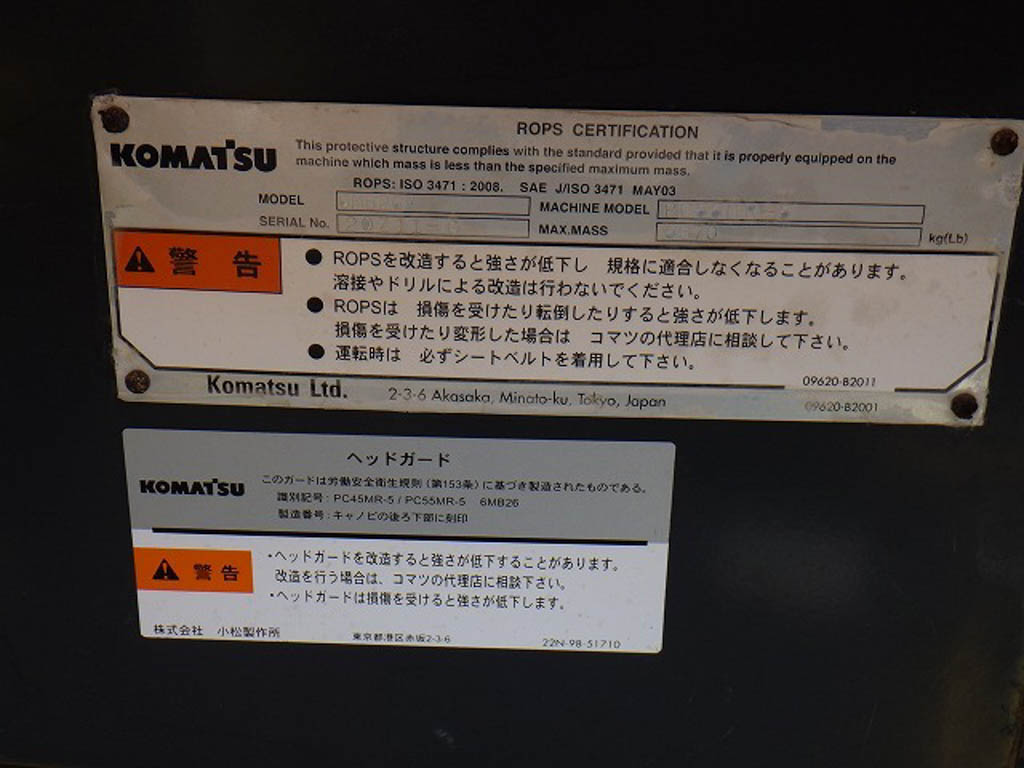 ROPS CERTIFICATION
KOMATSU
This protective structure complies with the standard provided that it is properly equipped on the
machine which mass is less than the specified maximum mass.
ROPS: ISO 3471 : 2008. SAE J/ISO 3471 MAY03
MODEL
MACHINE MODEL
SERIAL No.
MAX.MASS
kg(Lb)
警告
● ROPSを改造すると強さが低下し 規格に適合しなくなることがあります。
溶接やドリルによる改造は行わないでください。
● ROPSは 損傷を受けたり転倒したりすると強さが低下します。
損傷を受けたり変形した場合は コマツの代理店に相談して下さい。
● 運転時は 必ずシートベルトを着用して下さい。
09620-B2011
Komatsu Ltd. 2-3-6 Akasaka, Minato-ku, Tokyo, Japan
09620-B2001
ヘッドガード
KOMATSU
このガードは労働安全衛生規則(第153条)に基づき製造されたものである。
識別記号: PC45MR-5 / PC55MR-5 6MB26
製造番号: キャノピの後ろ下部に刻印
警告
・ヘッドガードを改造すると強さが低下することがあります。
改造を行う場合は、コマツの代理店に相談下さい。
・ヘッドガードは損傷を受けると強さが低下します。
株式会社 小松製作所
東京都港区赤坂2-3-6
22N-98-51710